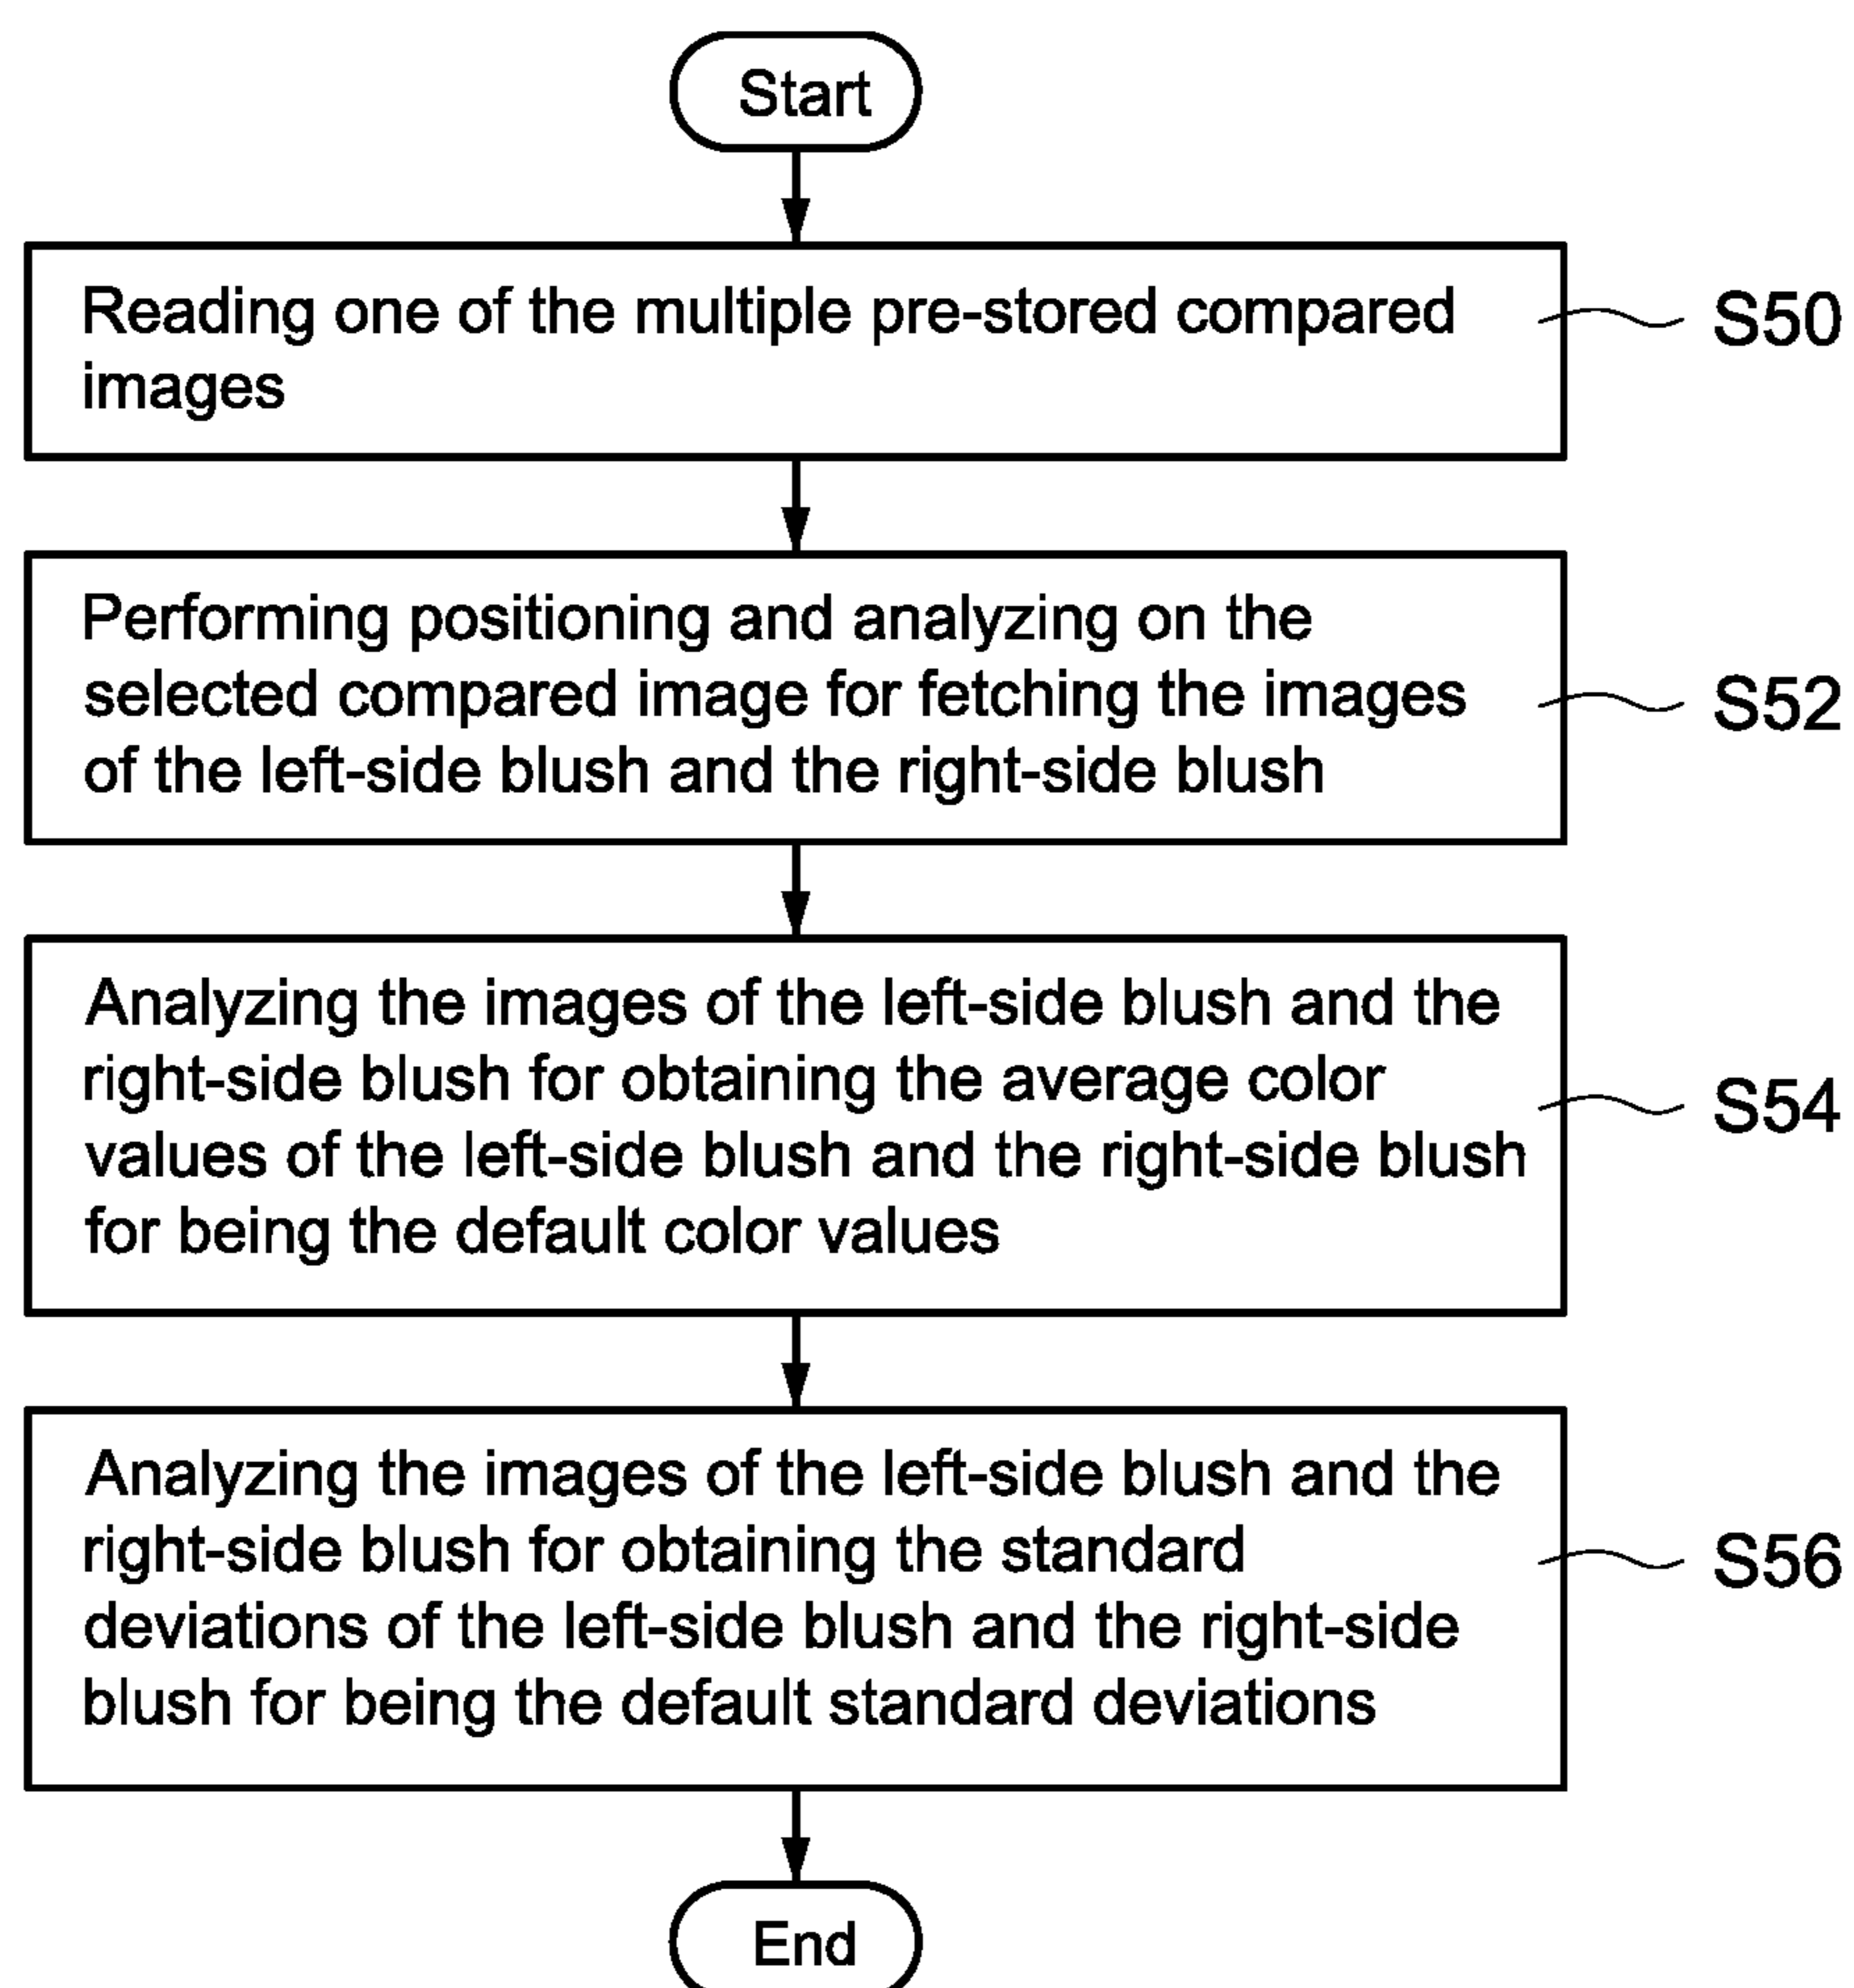 Start
Reading one of the multiple pre-stored compared
images
S50
Performing positioning and analyzing on the
selected compared image for fetching the images
of the left-side blush and the right-side blush
S52
Analyzing the images of the left-side blush and the
right-side blush for obtaining the average color
values of the left-side blush and the right-side blush
for being the default color values
S54
Analyzing the images of the left-side blush and the
right-side blush for obtaining the standard
deviations of the left-side blush and the right-side
blush for being the default standard deviations
S56
End